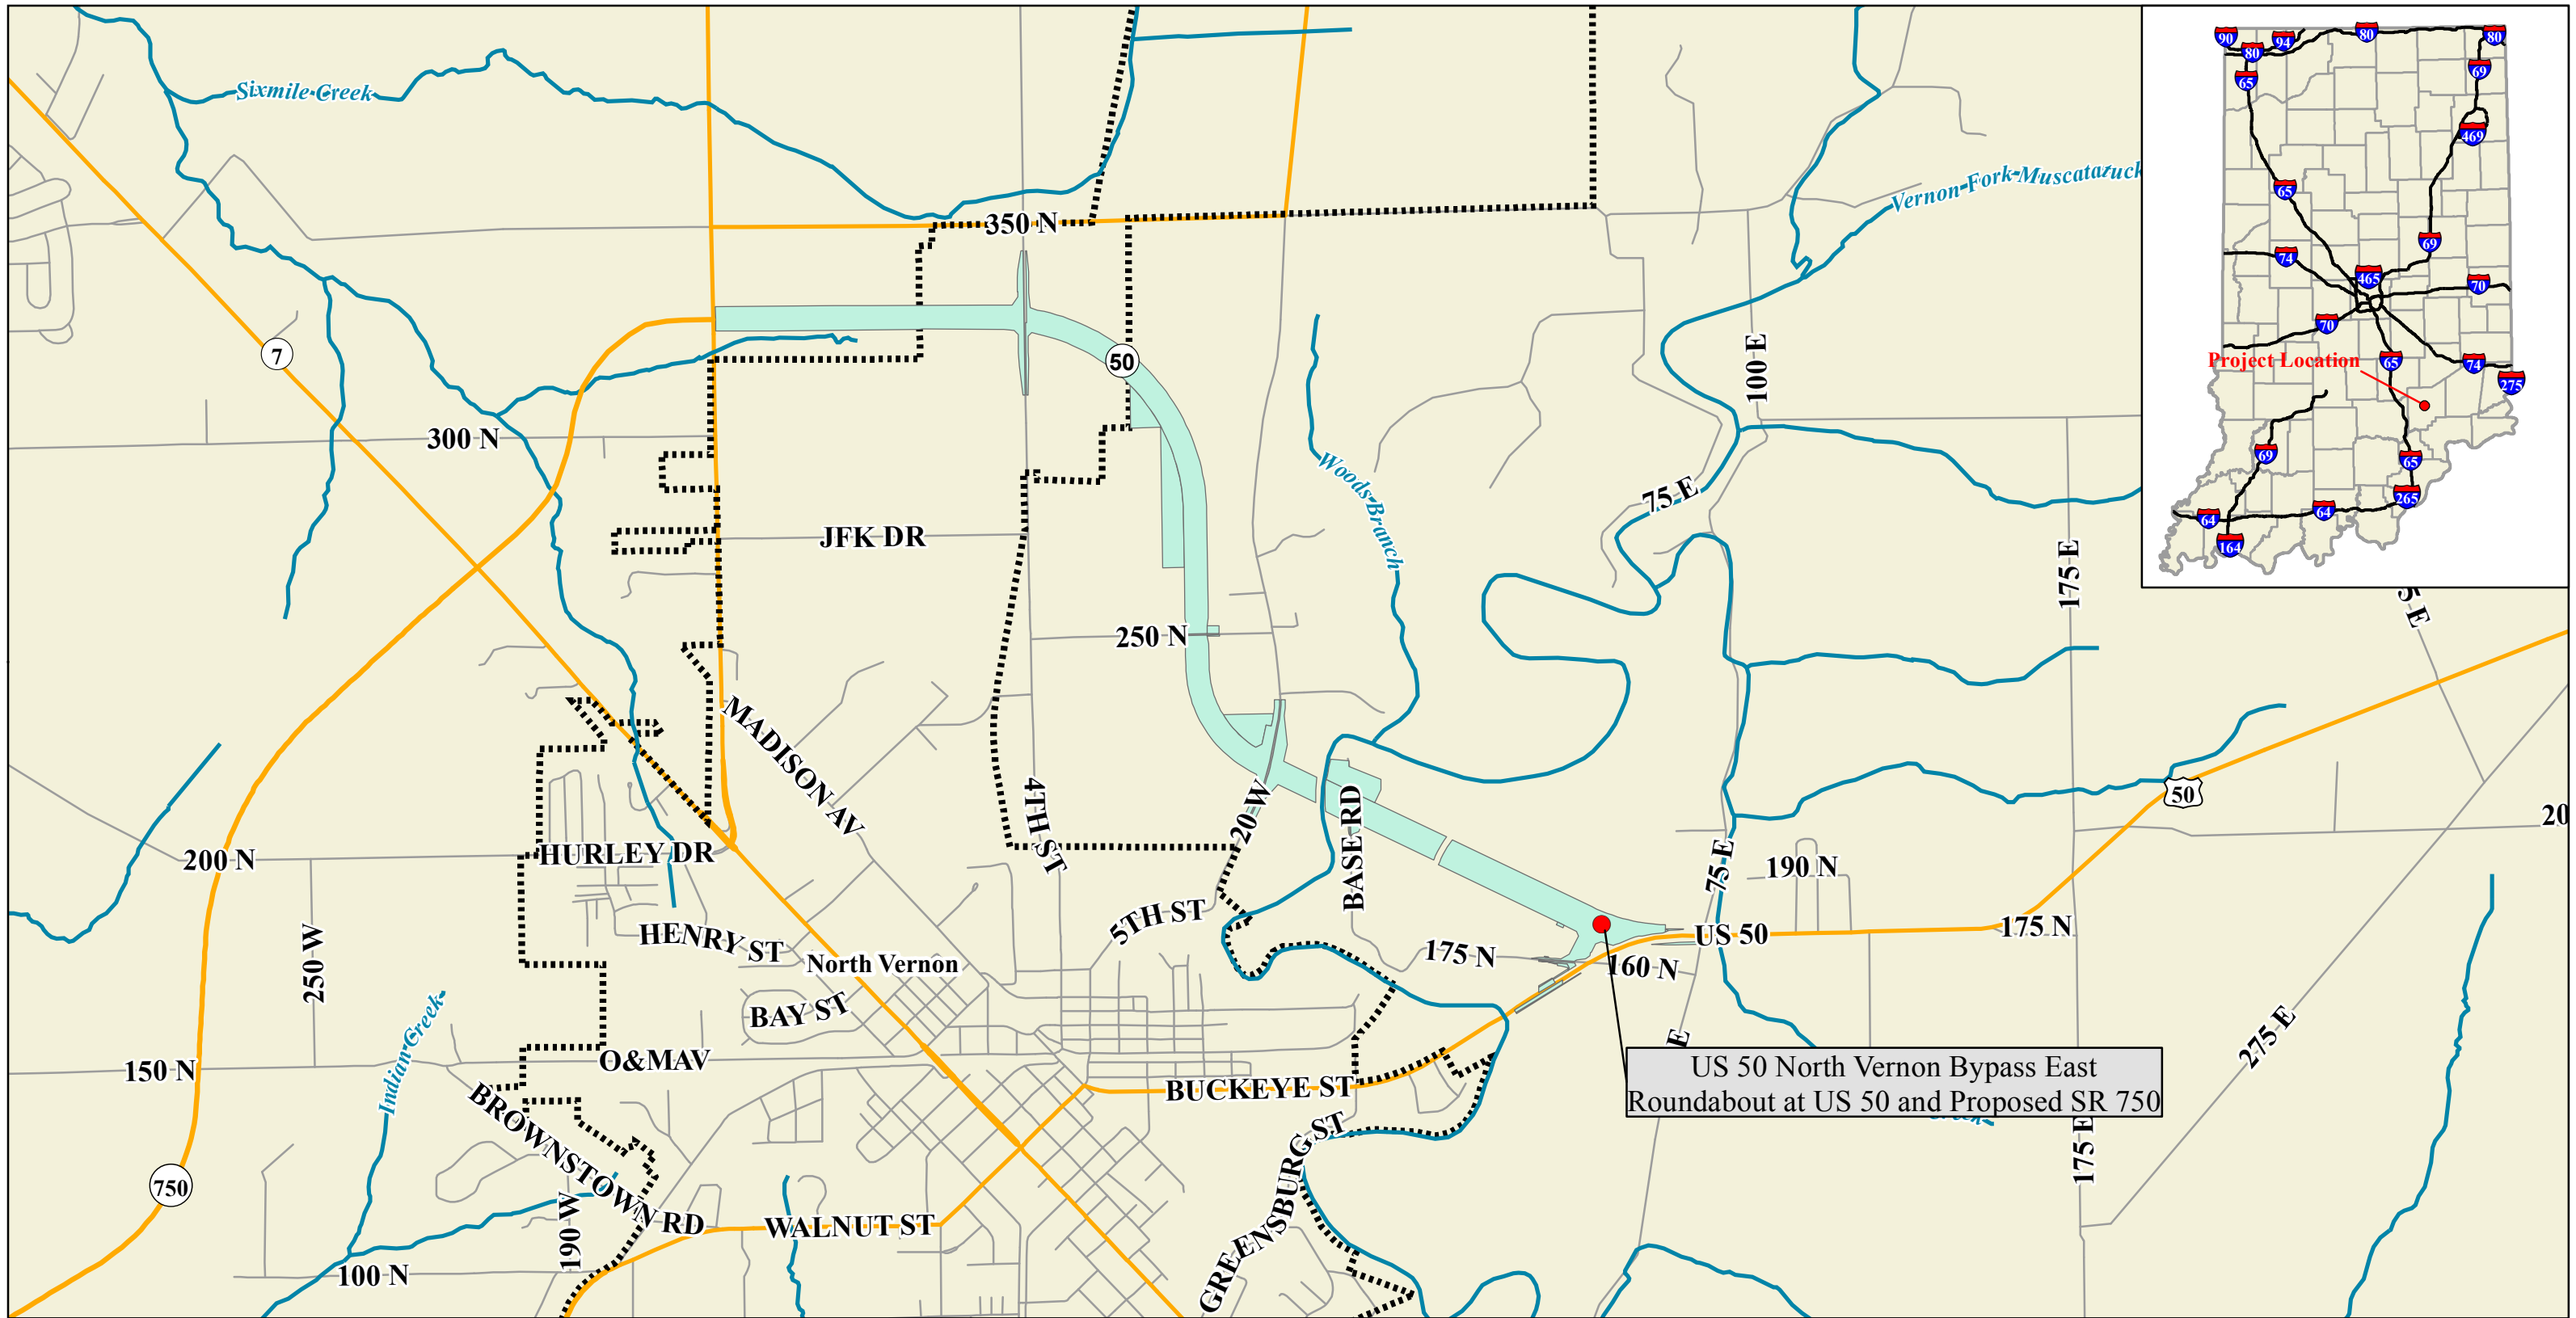 Sixmile Creek
Vernon Fork Muscatatuck
350 N
7
50
300 N
100 E
Woods Branch
75 E
JFK DR
175 E
250 N
5 E
MADISON AV
50
4TH ST
20 W
BASE RD
20
200 N
HURLEY DR
75 E
190 N
5TH ST
HENRY ST
US 50
175 N
175 N
160 N
250 W
North Vernon
BAY ST
Indian Creek
275 E
150 N
O&MAV
E
BUCKEYE ST
US 50 North Vernon Bypass East
Roundabout at US 50 and Proposed SR 750
BROWNSTOWN RD
GREENSBURG ST
Creek
175 E
750
190 W
WALNUT ST
100 N
90
80
94
80
80
65
69
469
65
69
74
465
70
70
Project Location
65
74
275
69
65
265
64
64
164